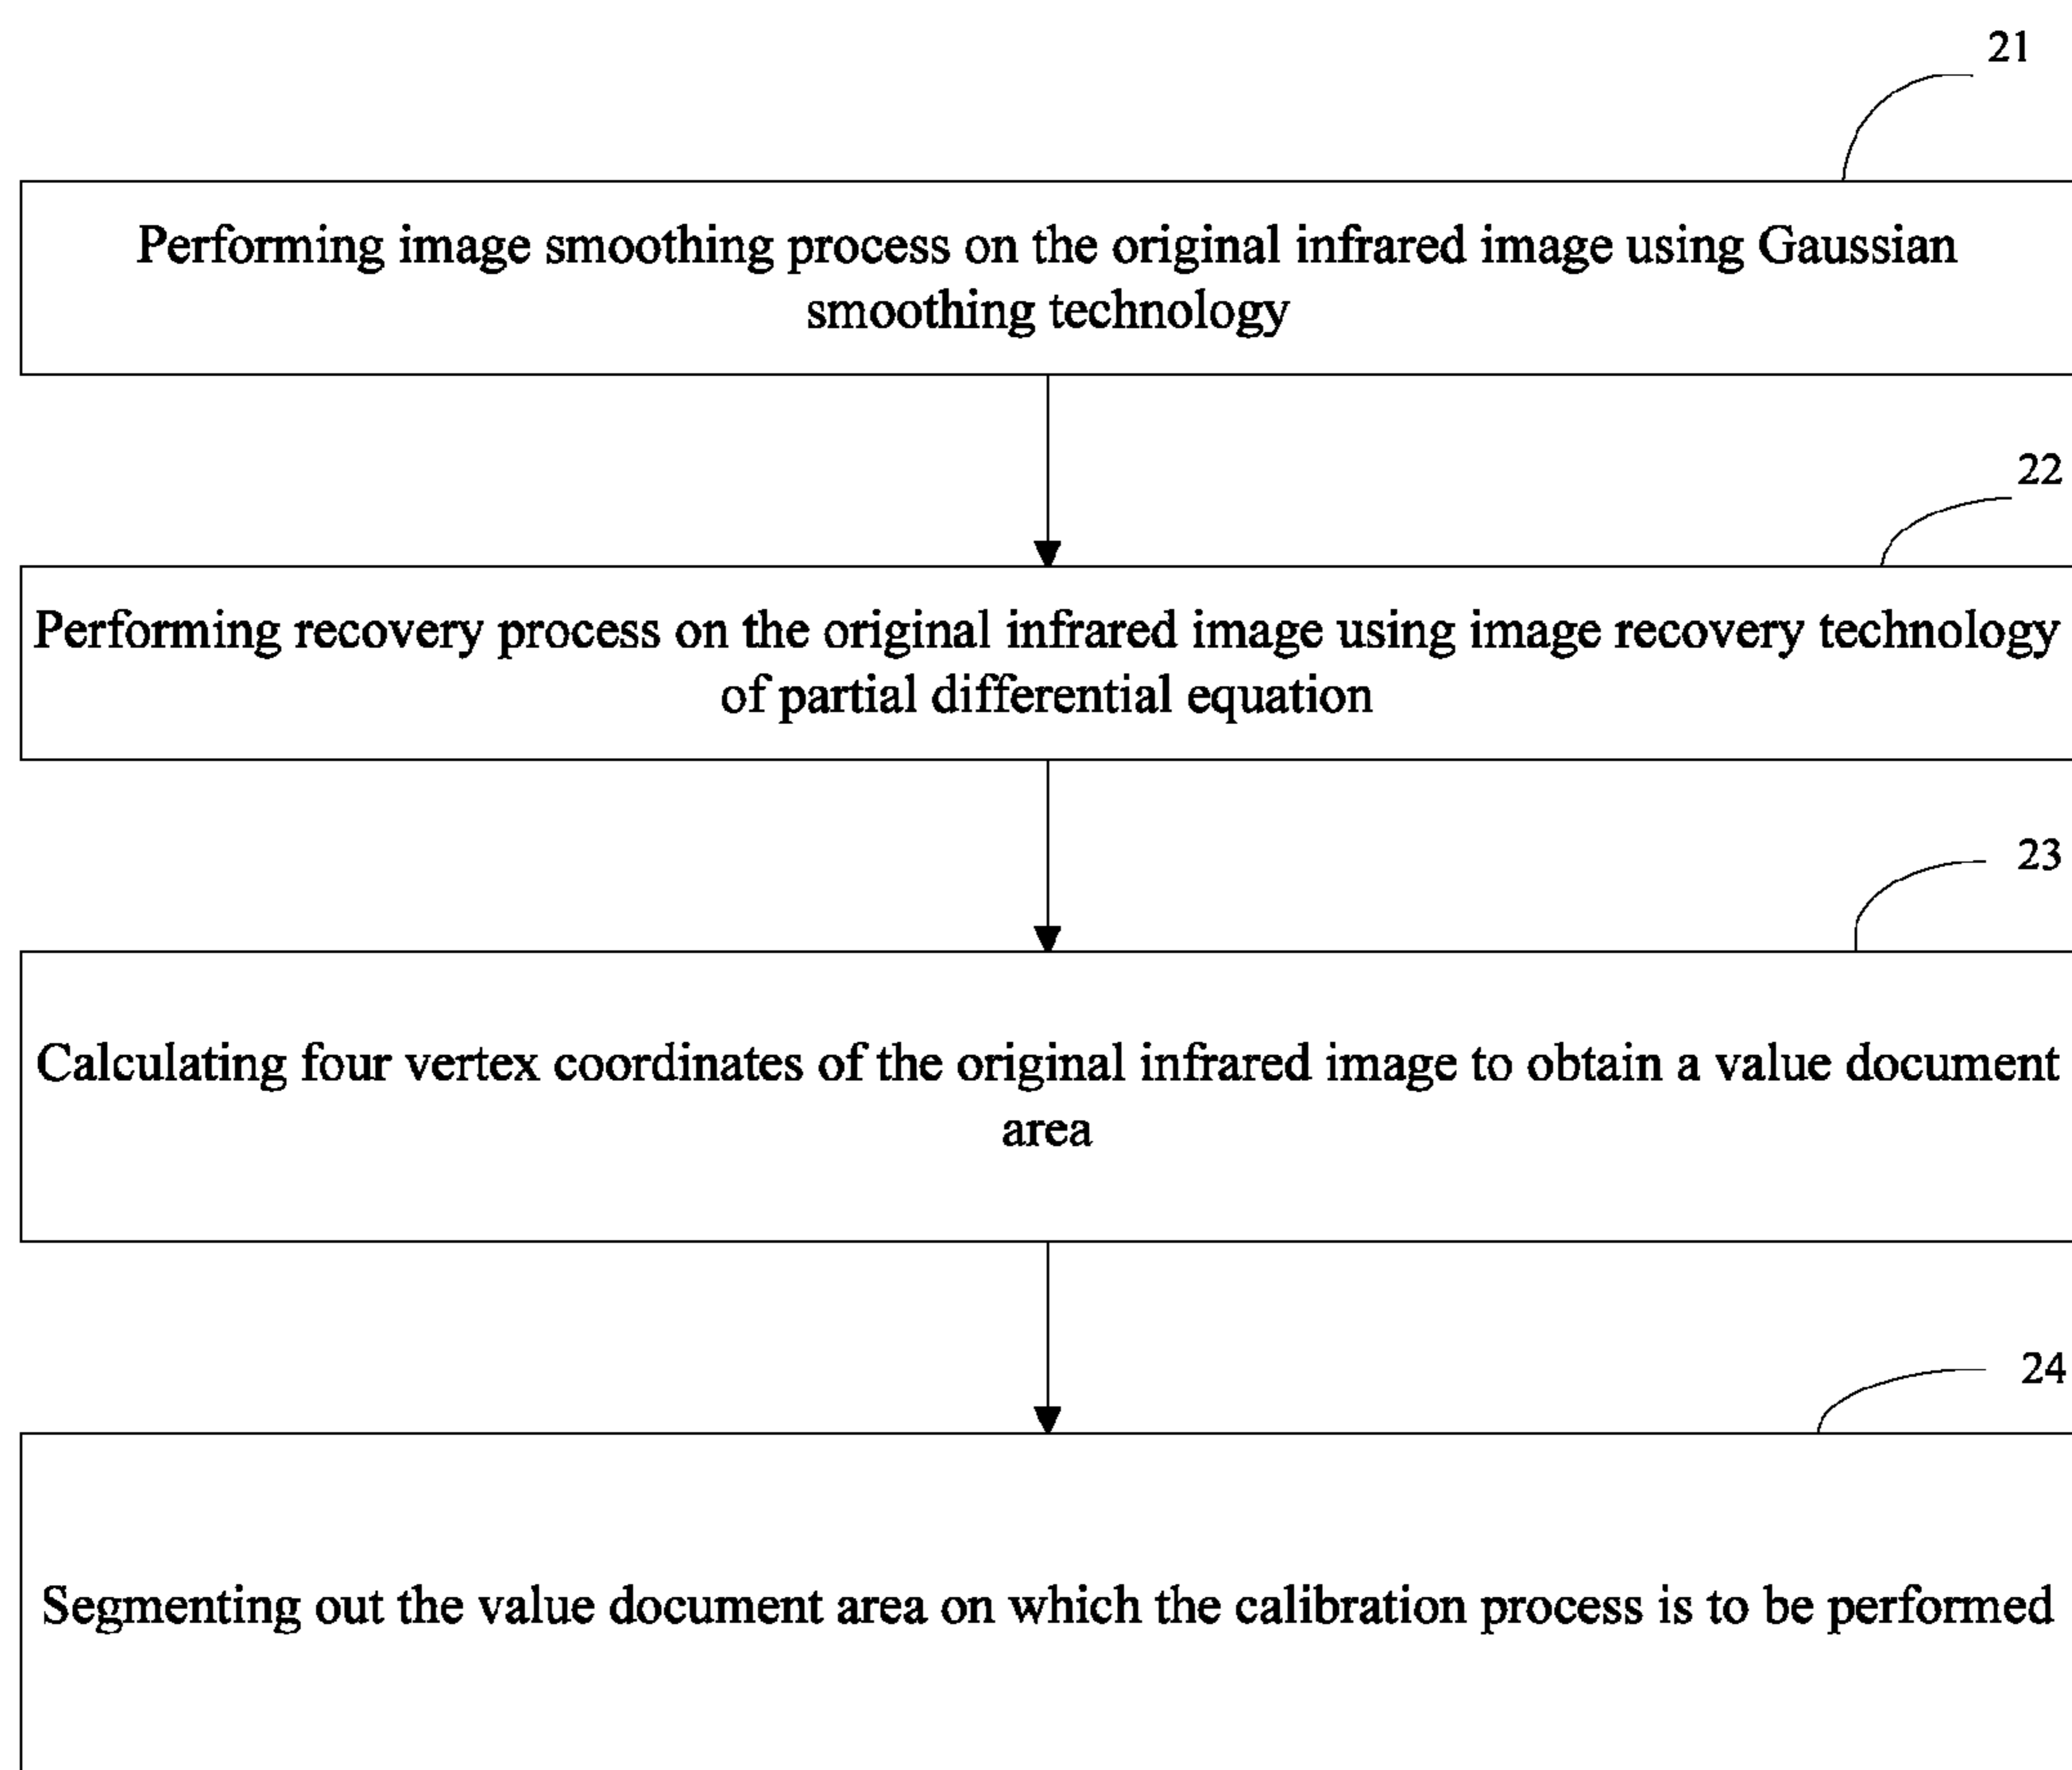 21
Performing image smoothing process on the original infrared image using Gaussian
smoothing technology
22
Performing recovery process on the original infrared image using image recovery technology
of partial differential equation
23
Calculating four vertex coordinates of the original infrared image to obtain a value document
area
24
Segmenting out the value document area on which the calibration process is to be performed